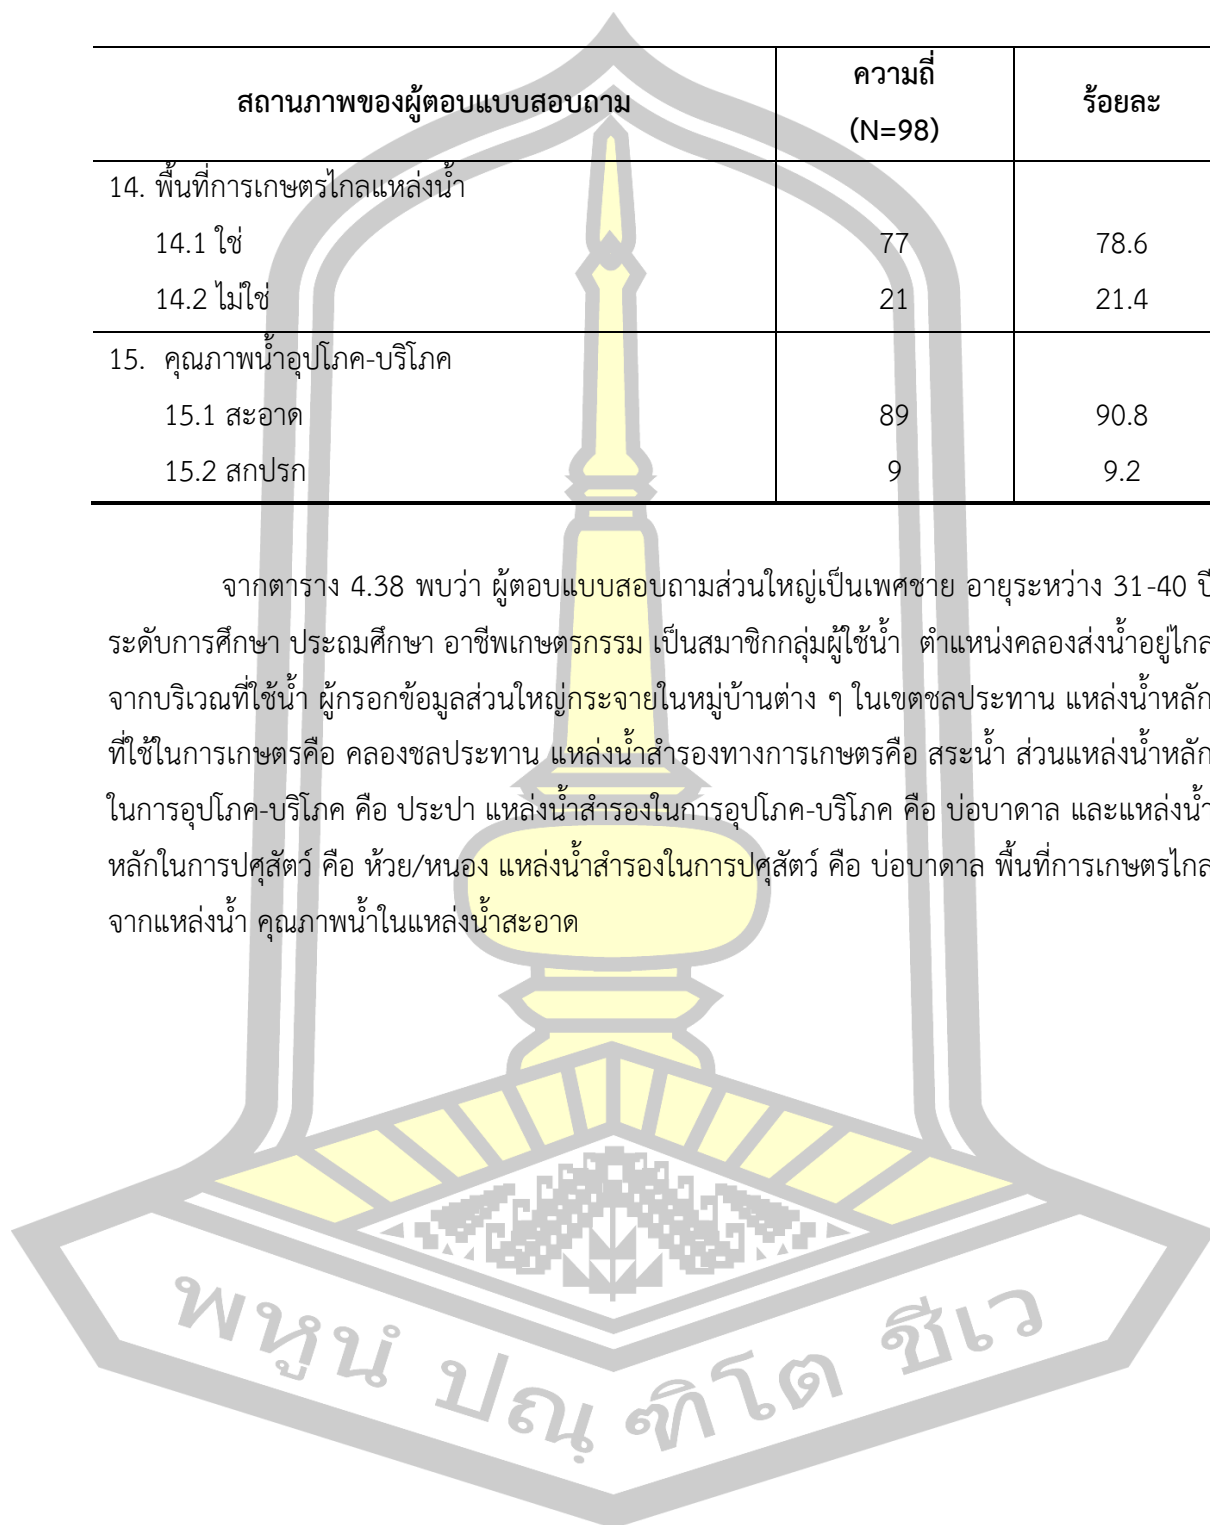 สถานภาพของผู้ตอบแบบสอบถาม ความถี่ (N=98) ร้อยละ
14. พื้นที่การเกษตรไกลแหล่งน้ำ
14.1 ใช่ 77 78.6
14.2 ไม่ใช่ 21 21.4
15. คุณภาพน้ำอุปโภค-บริโภค
15.1 สะอาด 89 90.8
15.2 สกปรก 9 9.2
จากตาราง 4.38 พบว่า ผู้ตอบแบบสอบถามส่วนใหญ่เป็นเพศชาย อายุระหว่าง 31-40 ปี
ระดับการศึกษา ประถมศึกษา อาชีพเกษตรกรรม เป็นสมาชิกกลุ่มผู้ใช้น้ำ ตำแหน่งคลองส่งน้ำอยู่ไกล
จากบริเวณที่ใช้น้ำ ผู้กรอกข้อมูลส่วนใหญ่กระจายในหมู่บ้านต่าง ๆ ในเขตชลประทาน แหล่งน้ำหลัก
ที่ใช้ในการเกษตรคือ คลองชลประทาน แหล่งน้ำสำรองทางการเกษตรคือ สระน้ำ ส่วนแหล่งน้ำหลัก
ในการอุปโภค-บริโภค คือ ประปา แหล่งน้ำสำรองในการอุปโภค-บริโภค คือ บ่อบาดาล และแหล่งน้ำ
หลักในการปศุสัตว์ คือ ห้วย/หนอง แหล่งน้ำสำรองในการปศุสัตว์ คือ บ่อบาดาล พื้นที่การเกษตรไกล
จากแหล่งน้ำ คุณภาพน้ำในแหล่งน้ำสะอาด
พหูนํ ปณฺฑิโต ชีเว